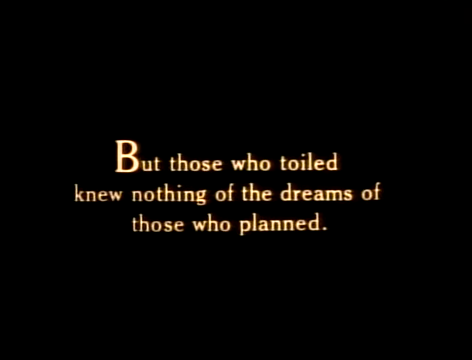 But those who toiled
knew nothing of the dreams of
those who planned.